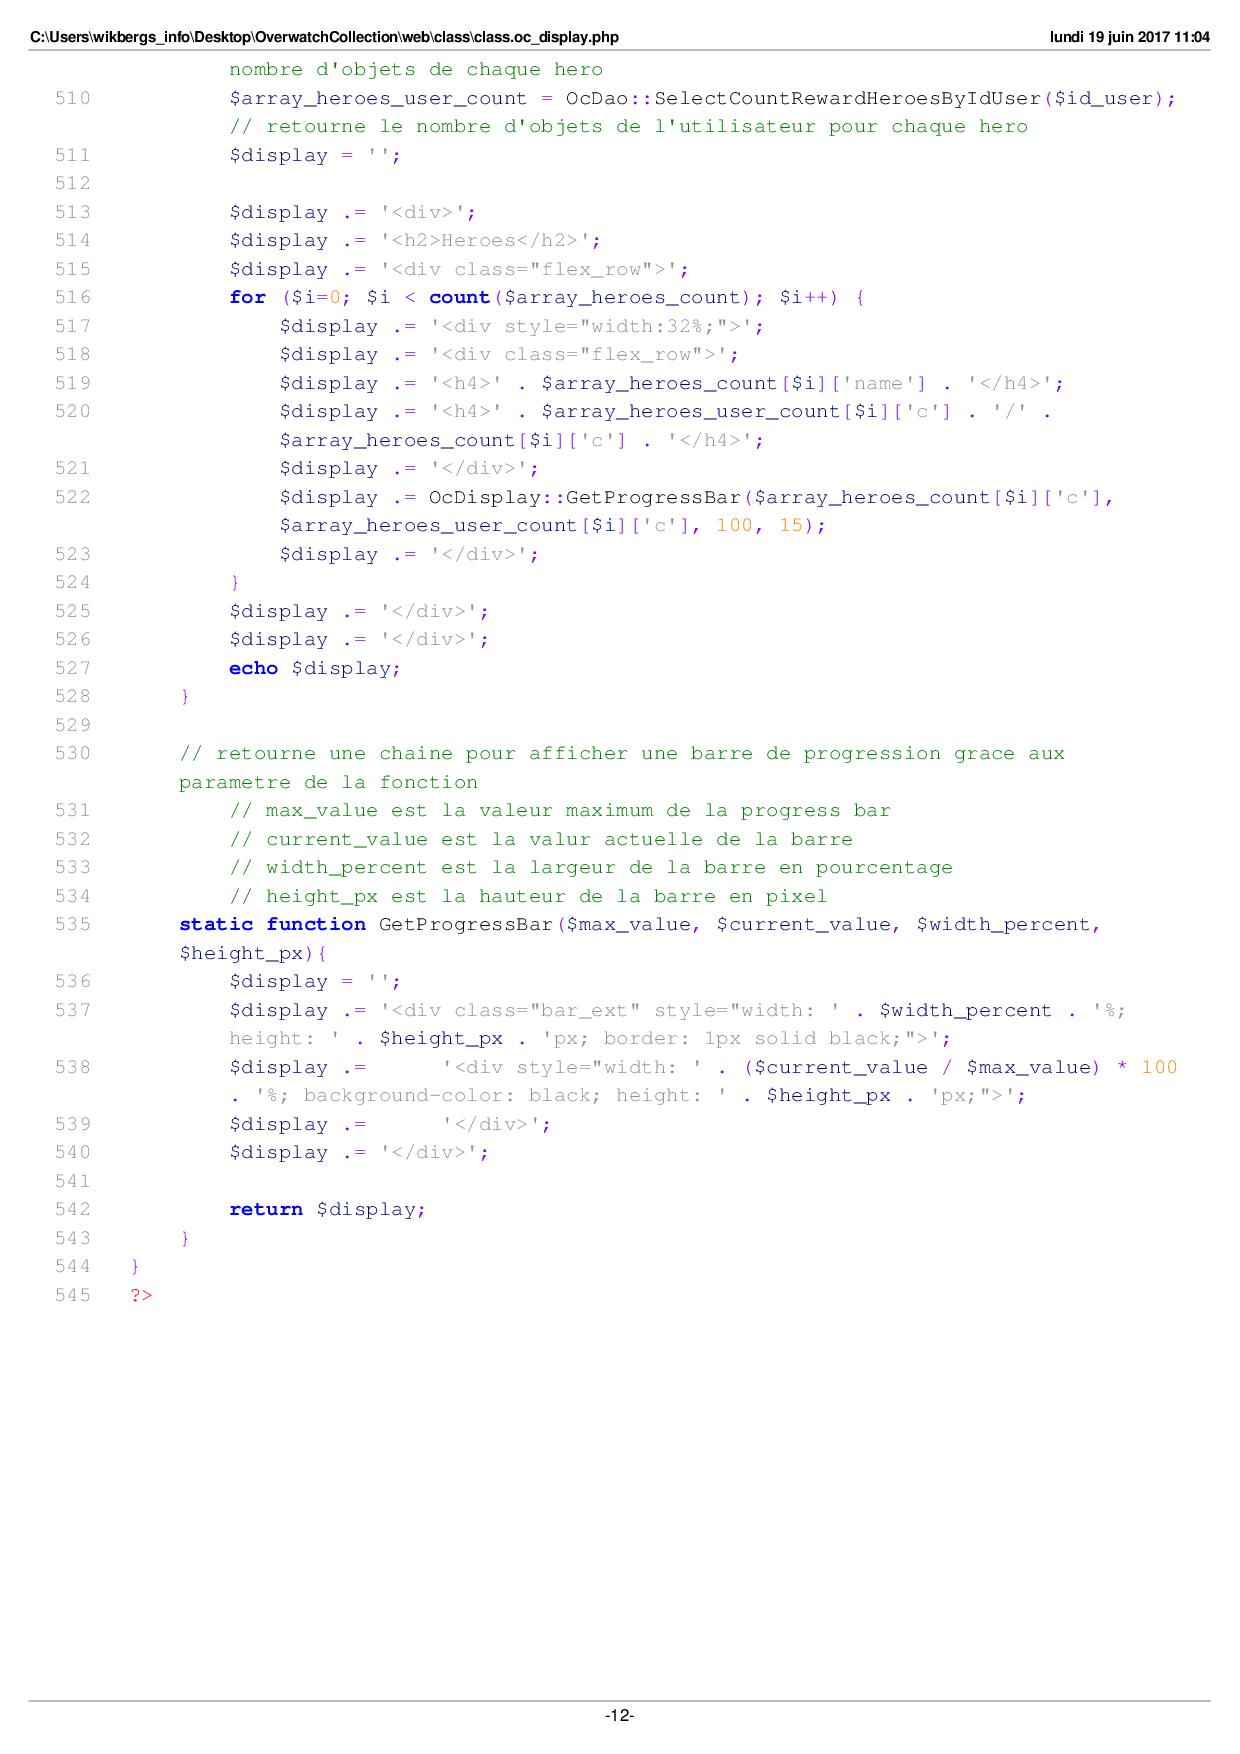 C:\Users\wikbergs_info\Desktop\OverwatchCollection\web\class\class.oc_display.php lundi 19 juin 2017 11:04
nombre d'objets de chaque hero
510 $array_heroes_user_count = OcDao::SelectCountRewardHeroesByIdUser($id_user);
// retourne le nombre d'objets de l'utilisateur pour chaque hero
511 $display = '';
512
513 $display .= '<div>';
514 $display .= '<h2>Heroes</h2>';
515 $display .= '<div class="flex_row">';
516 for ($i=0; $i < count($array_heroes_count); $i++) {
517 $display .= '<div style="width:32%;">';
518 $display .= '<div class="flex_row">';
519 $display .= '<h4>' . $array_heroes_count[$i]['name'] . '</h4>';
520 $display .= '<h4>' . $array_heroes_user_count[$i]['c'] . '/' .
$array_heroes_count[$i]['c'] . '</h4>';
521 $display .= '</div>';
522 $display .= OcDisplay::GetProgressBar($array_heroes_count[$i]['c'],
$array_heroes_user_count[$i]['c'], 100, 15);
523 $display .= '</div>';
524 }
525 $display .= '</div>';
526 $display .= '</div>';
527 echo $display;
528 }
529
530 // retourne une chaine pour afficher une barre de progression grace aux
parametre de la fonction
531 // max_value est la valeur maximum de la progress bar
532 // current_value est la valur actuelle de la barre
533 // width_percent est la largeur de la barre en pourcentage
534 // height_px est la hauteur de la barre en pixel
535 static function GetProgressBar($max_value, $current_value, $width_percent,
$height_px){
536 $display = '';
537 $display .= '<div class="bar_ext" style="width: ' . $width_percent . '%;
height: ' . $height_px . 'px; border: 1px solid black;">';
538 $display .= '<div style="width: ' . ($current_value / $max_value) * 100
. '%; background-color: black; height: ' . $height_px . 'px;">';
539 $display .= '</div>';
540 $display .= '</div>';
541
542 return $display;
543 }
544 }
545 ?>
-12-